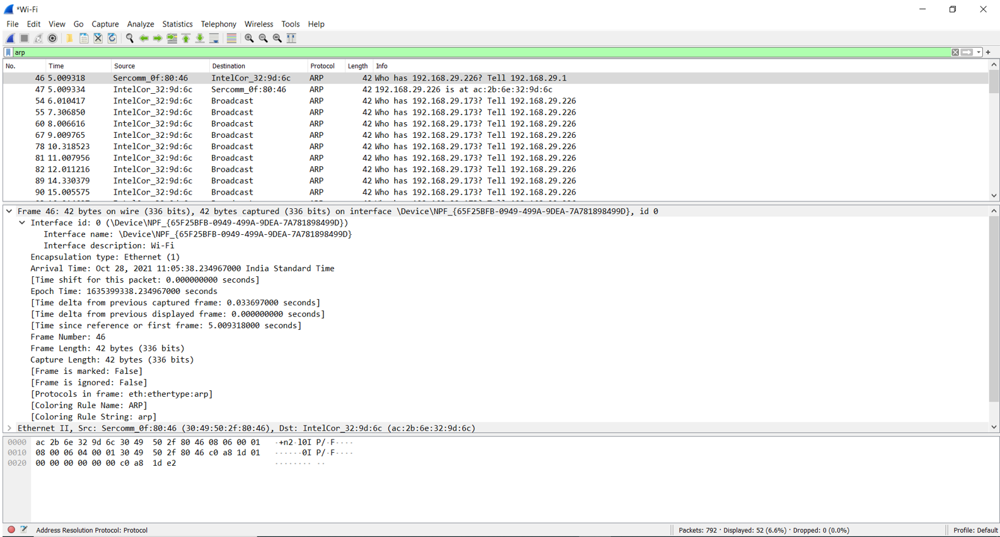 *Wi-Fi
File Edit View Go Capture Analyze Statistics Telephony Wireless Tools Help
arp
No. Time Source Destination Protocol Length Info
46 5.009318 Sercomm_0f:80:46 IntelCor_32:9d:6c ARP 42 Who has 192.168.29.226? Tell 192.168.29.1
47 5.009334 IntelCor_32:9d:6c Sercomm_0f:80:46 ARP 42 192.168.29.226 is at ac:2b:6e:32:9d:6c
54 6.010417 IntelCor_32:9d:6c Broadcast ARP 42 Who has 192.168.29.173? Tell 192.168.29.226
55 7.306850 IntelCor_32:9d:6c Broadcast ARP 42 Who has 192.168.29.173? Tell 192.168.29.226
60 8.006616 IntelCor_32:9d:6c Broadcast ARP 42 Who has 192.168.29.173? Tell 192.168.29.226
67 9.009765 IntelCor_32:9d:6c Broadcast ARP 42 Who has 192.168.29.173? Tell 192.168.29.226
78 10.318523 IntelCor_32:9d:6c Broadcast ARP 42 Who has 192.168.29.173? Tell 192.168.29.226
81 11.007956 IntelCor_32:9d:6c Broadcast ARP 42 Who has 192.168.29.173? Tell 192.168.29.226
82 12.011216 IntelCor_32:9d:6c Broadcast ARP 42 Who has 192.168.29.173? Tell 192.168.29.226
89 14.330379 IntelCor_32:9d:6c Broadcast ARP 42 Who has 192.168.29.173? Tell 192.168.29.226
90 15.005575 IntelCor_32:9d:6c Broadcast ARP 42 Who has 192.168.29.173? Tell 192.168.29.226
Frame 46: 42 bytes on wire (336 bits), 42 bytes captured (336 bits) on interface \Device\NPF_{65F25BFB-0949-499A-9DEA-7A781898499D}, id 0
Interface id: 0 (\Device\NPF_{65F25BFB-0949-499A-9DEA-7A781898499D})
Interface name: \Device\NPF_{65F25BFB-0949-499A-9DEA-7A781898499D}
Interface description: Wi-Fi
Encapsulation type: Ethernet (1)
Arrival Time: Oct 28, 2021 11:05:38.234967000 India Standard Time
[Time shift for this packet: 0.000000000 seconds]
Epoch Time: 1635399338.234967000 seconds
[Time delta from previous captured frame: 0.033697000 seconds]
[Time delta from previous displayed frame: 0.000000000 seconds]
[Time since reference or first frame: 5.009318000 seconds]
Frame Number: 46
Frame Length: 42 bytes (336 bits)
Capture Length: 42 bytes (336 bits)
[Frame is marked: False]
[Frame is ignored: False]
[Protocols in frame: eth:ethertype:arp]
[Coloring Rule Name: ARP]
[Coloring Rule String: arp]
Ethernet II, Src: Sercomm_0f:80:46 (30:49:50:2f:80:46), Dst: IntelCor_32:9d:6c (ac:2b:6e:32:9d:6c)
0000 ac 2b 6e 32 9d 6c 30 49 50 2f 80 46 08 06 00 01 ·+n2·l0I P/·F····
0010 08 00 06 04 00 01 30 49 50 2f 80 46 c0 a8 1d 01 ······0I P/·F····
0020 00 00 00 00 00 00 c0 a8 1d e2 ········ ··
Address Resolution Protocol: Protocol
Packets: 792 · Displayed: 52 (6.6%) · Dropped: 0 (0.0%)
Profile: Default